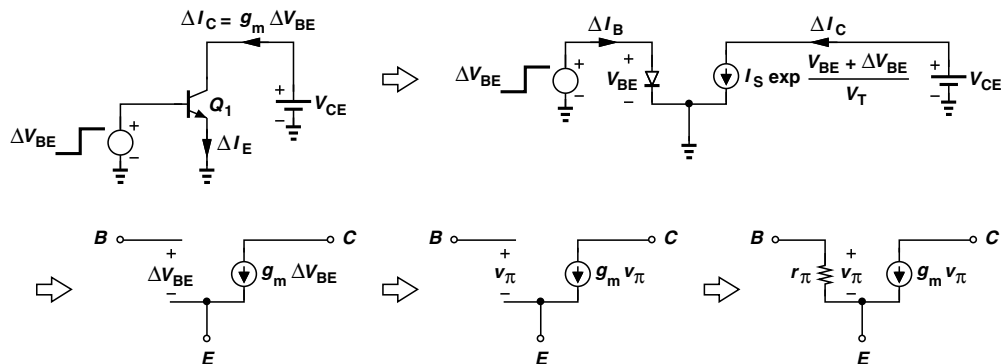 ΔI_C = g_m ΔV_BE
ΔV_BE
+
−
Q_1
ΔI_E
+
−
V_CE
ΔI_B
ΔI_C
ΔV_BE
+
−
+
V_BE
−
I_S exp (V_BE + ΔV_BE) / V_T
+
−
V_CE
B
+
ΔV_BE
−
g_m ΔV_BE
C
E
B
+
v_π
−
g_m v_π
C
E
B
r_π
+
v_π
−
g_m v_π
C
E